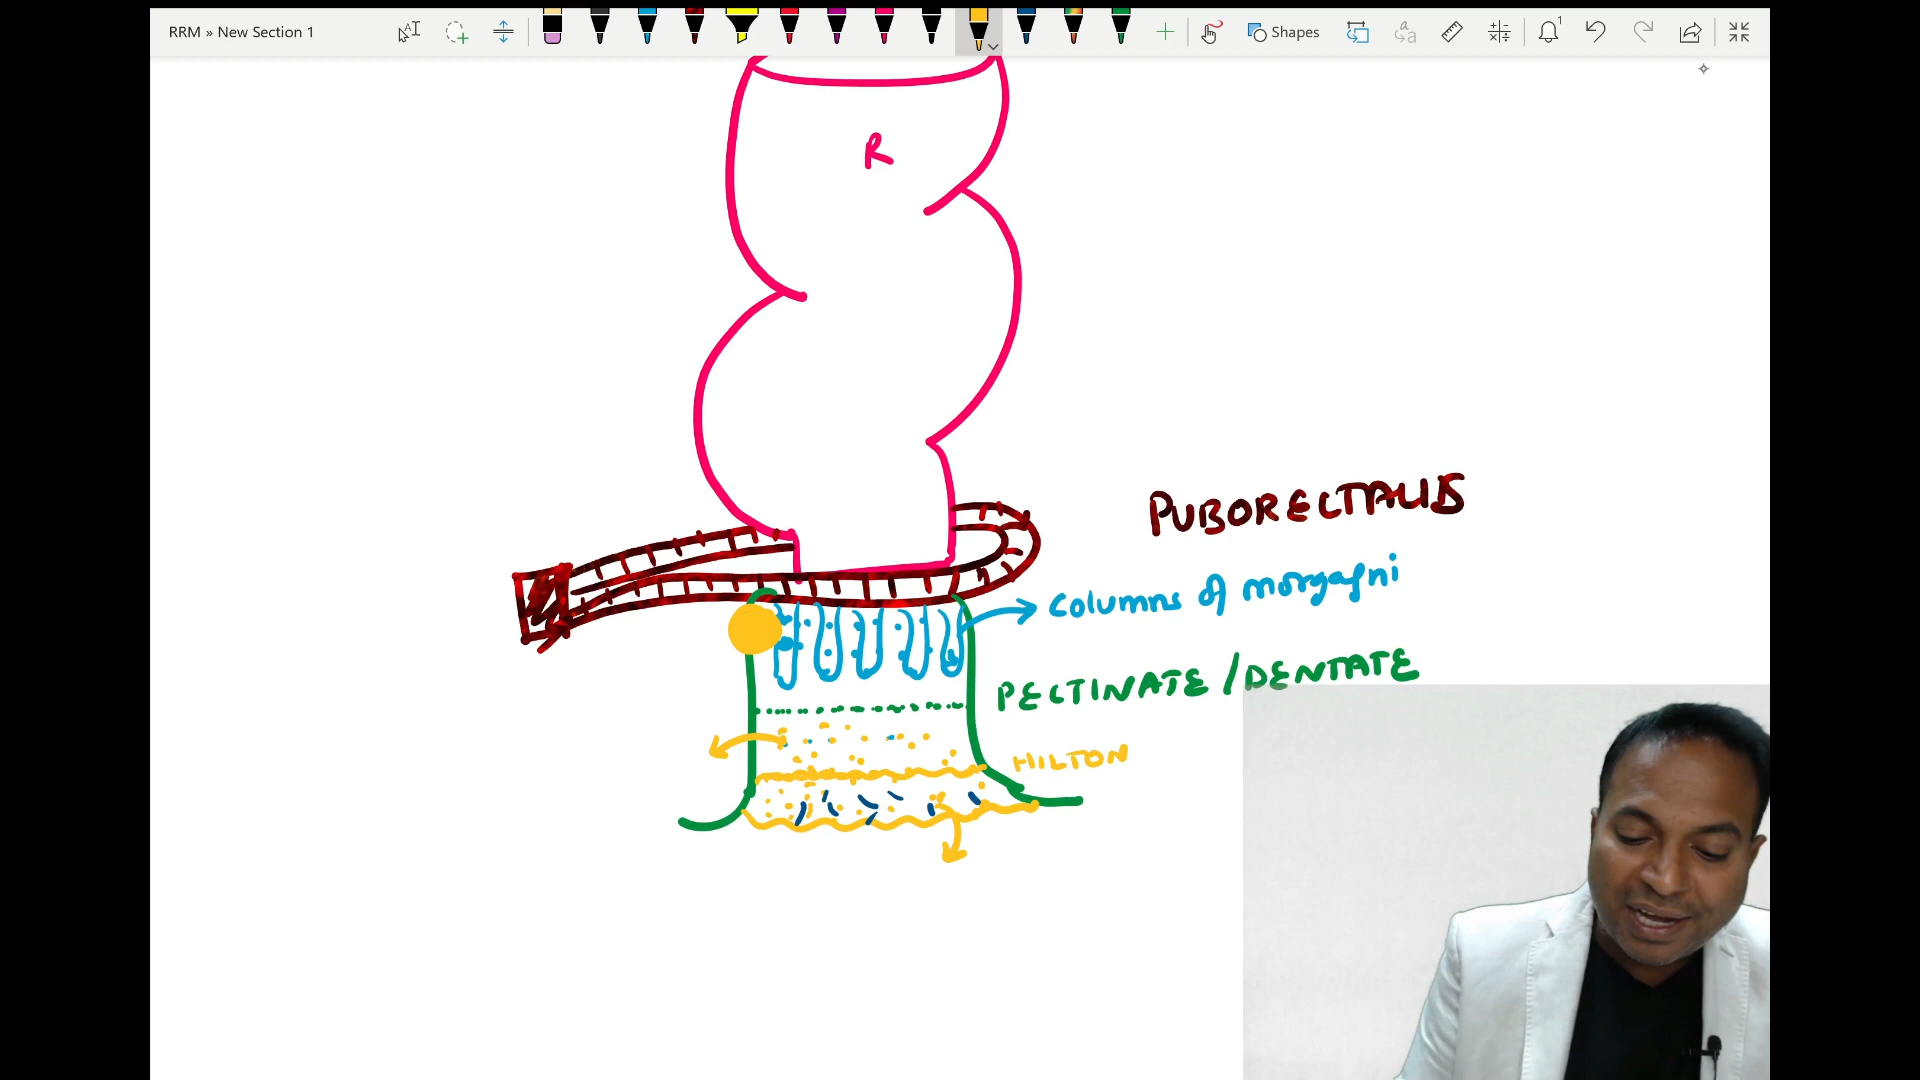 RRM » New Section 1
Shapes
R
PUBORECTALIS
Columns of morgagni
PECTINATE / DENTATE
HILTON